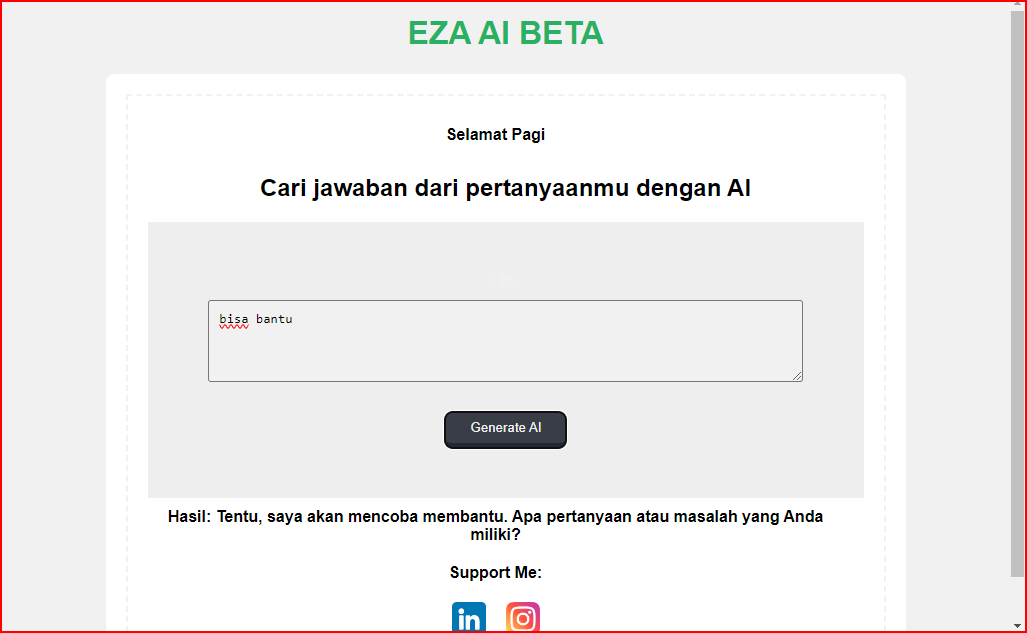 EZA AI BETA
Selamat Pagi
Cari jawaban dari pertanyaanmu dengan AI
bisa bantu
Generate AI
Hasil: Tentu, saya akan mencoba membantu. Apa pertanyaan atau masalah yang Anda
miliki?
Support Me:
in